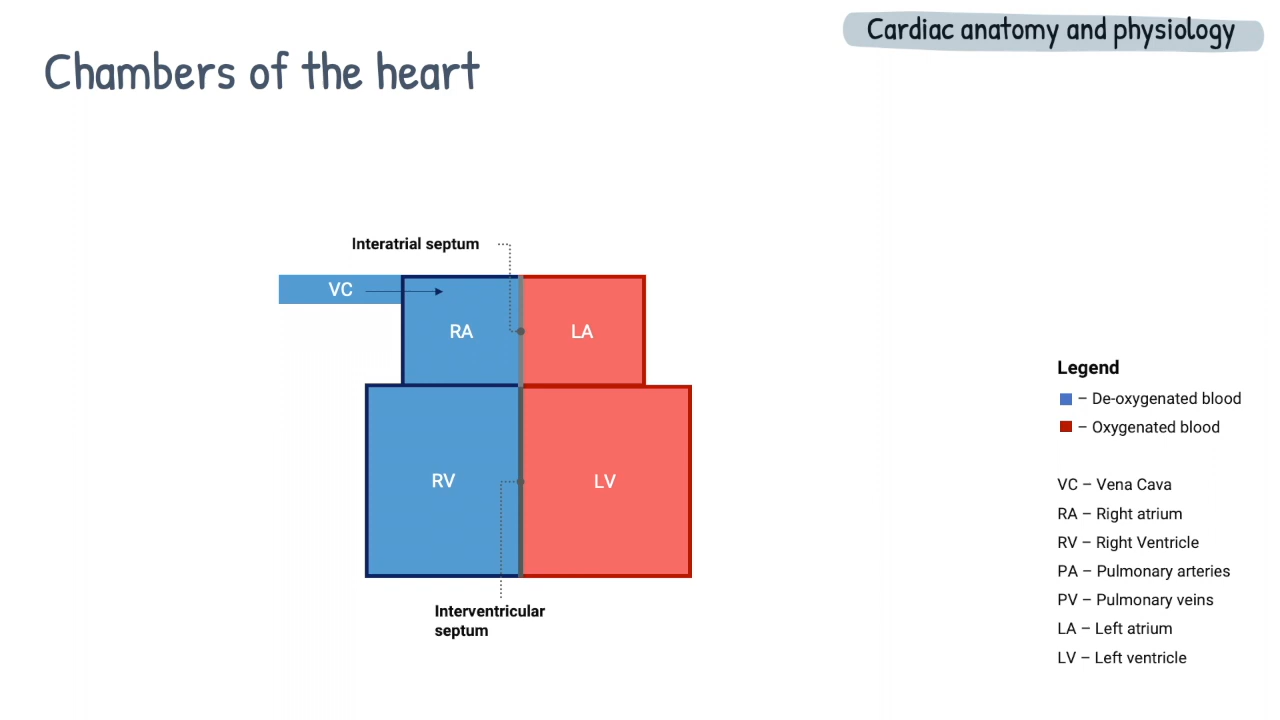 Cardiac anatomy and physiology
Chambers of the heart
Interatrial septum
VC
RA
LA
RV
LV
Interventricular
septum
Legend
– De-oxygenated blood
– Oxygenated blood
VC – Vena Cava
RA – Right atrium
RV – Right Ventricle
PA – Pulmonary arteries
PV – Pulmonary veins
LA – Left atrium
LV – Left ventricle